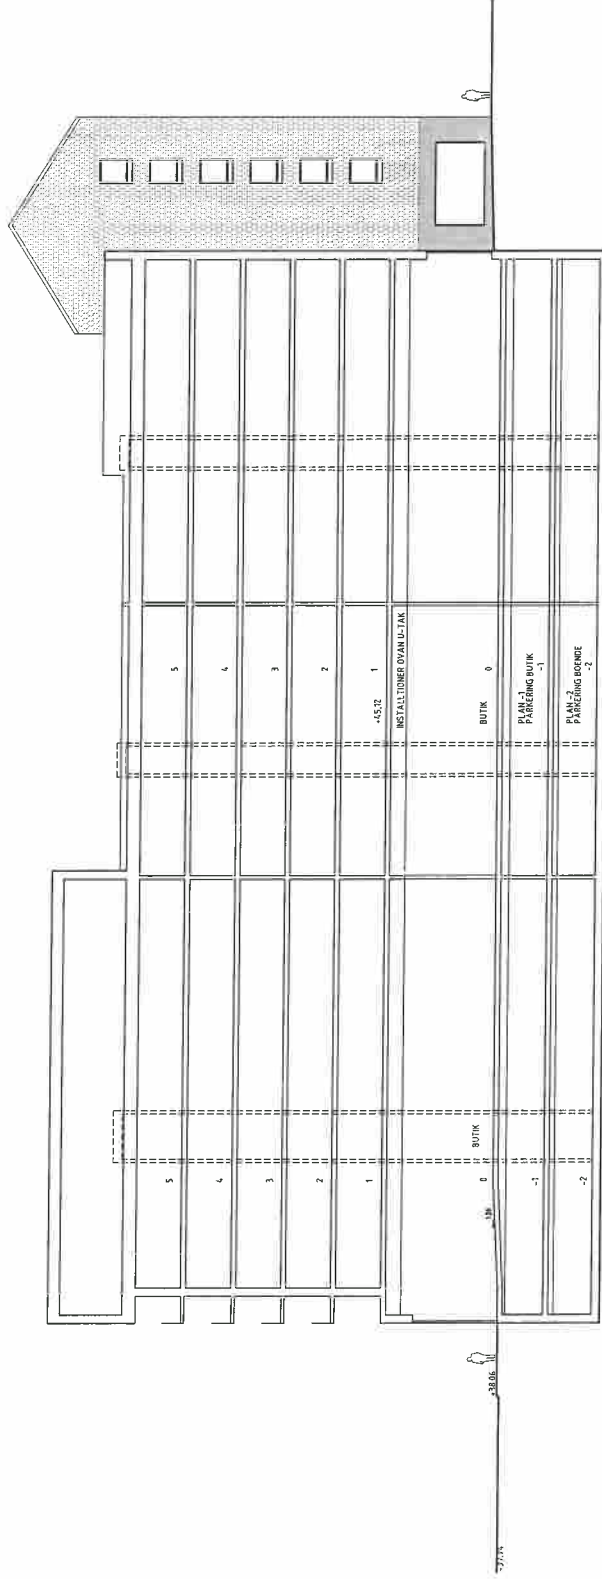 5
4
3
2
1
+45.12
INSTALLTIONER OVAN U-TAK
BUTIK
0
PLAN -1
PARKERING BUTIK
-1
PLAN -2
PARKERING BOENDE
-2
5
4
3
2
1
BUTIK
0
-1
-2
+38.06